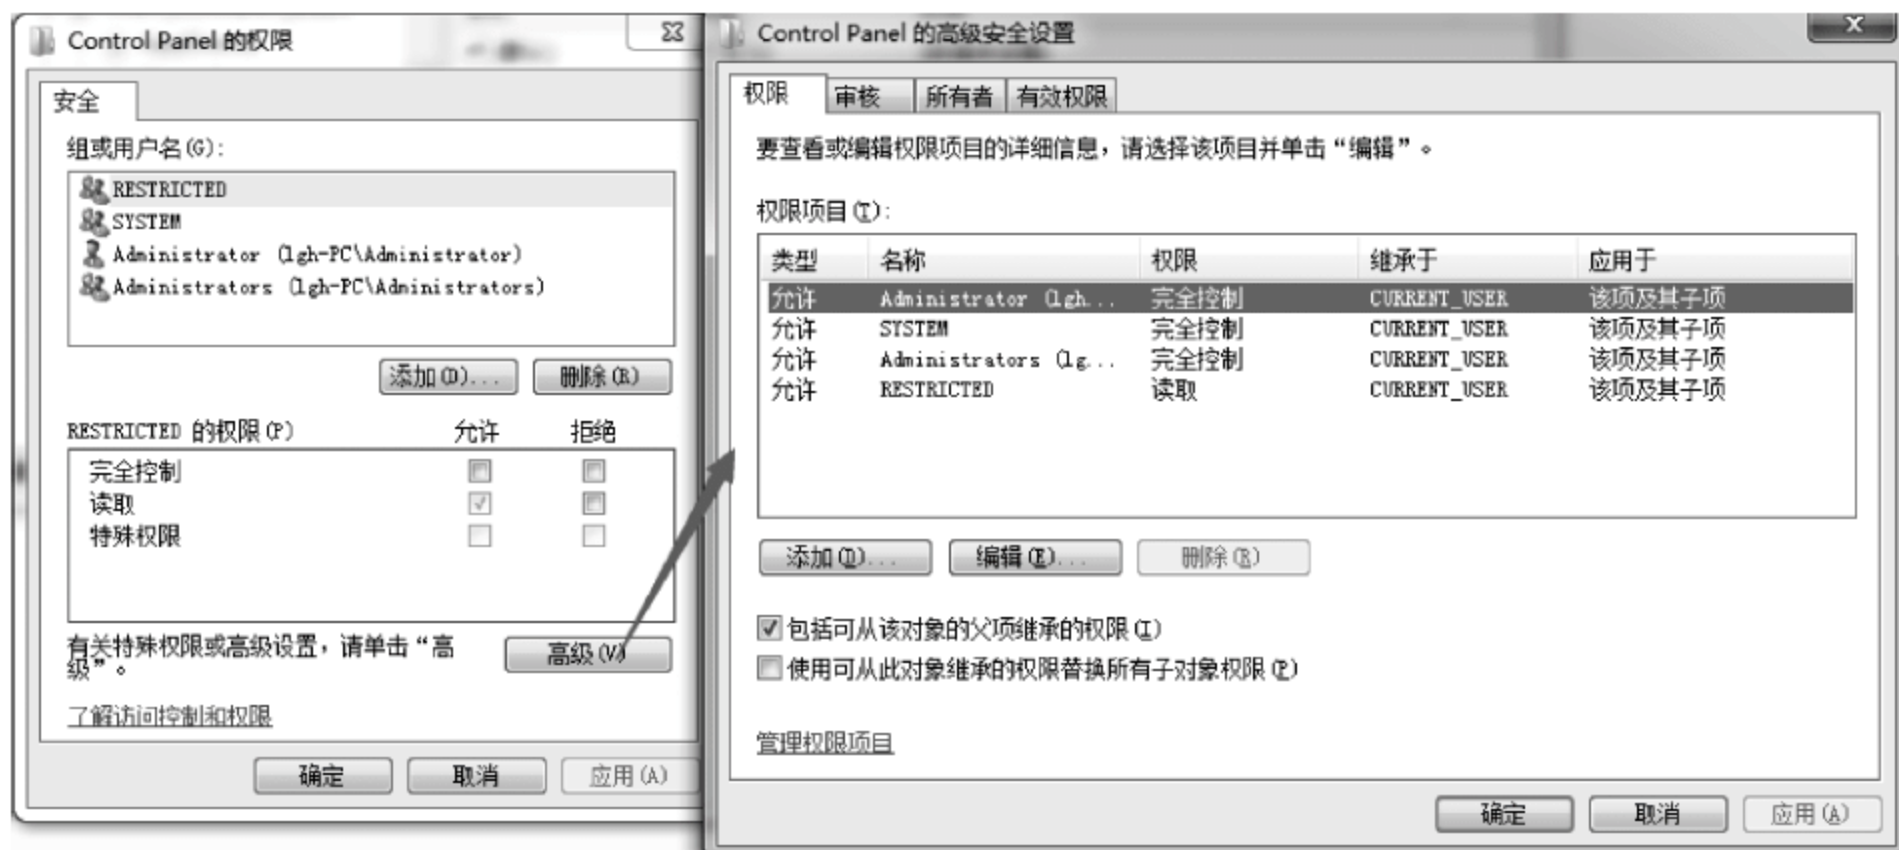 Control Panel 的权限
安全
组或用户名(G):
RESTRICTED
SYSTEM
Administrator (lgh-PC\Administrator)
Administrators (lgh-PC\Administrators)
添加(D)...
删除(R)
RESTRICTED 的权限(P) 允许 拒绝
完全控制
读取
特殊权限
有关特殊权限或高级设置，请单击“高
级”。
高级(V)
了解访问控制和权限
确定
取消
应用(A)
Control Panel 的高级安全设置
权限 审核 所有者 有效权限
要查看或编辑权限项目的详细信息，请选择该项目并单击“编辑”。
权限项目(T):
类型 名称 权限 继承于 应用于
允许 Administrator (lgh... 完全控制 CURRENT_USER 该项及其子项
允许 SYSTEM 完全控制 CURRENT_USER 该项及其子项
允许 Administrators (lg... 完全控制 CURRENT_USER 该项及其子项
允许 RESTRICTED 读取 CURRENT_USER 该项及其子项
添加(D)...
编辑(E)...
删除(R)
包括可从该对象的父项继承的权限(I)
使用可从此对象继承的权限替换所有子对象权限(P)
管理权限项目
确定
取消
应用(A)